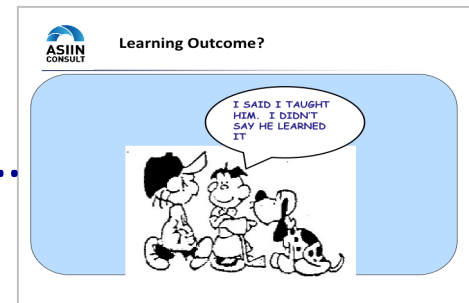 ASIIN
CONSULT
Learning Outcome?
I SAID I TAUGHT
HIM. I DIDN'T
SAY HE LEARNED
IT